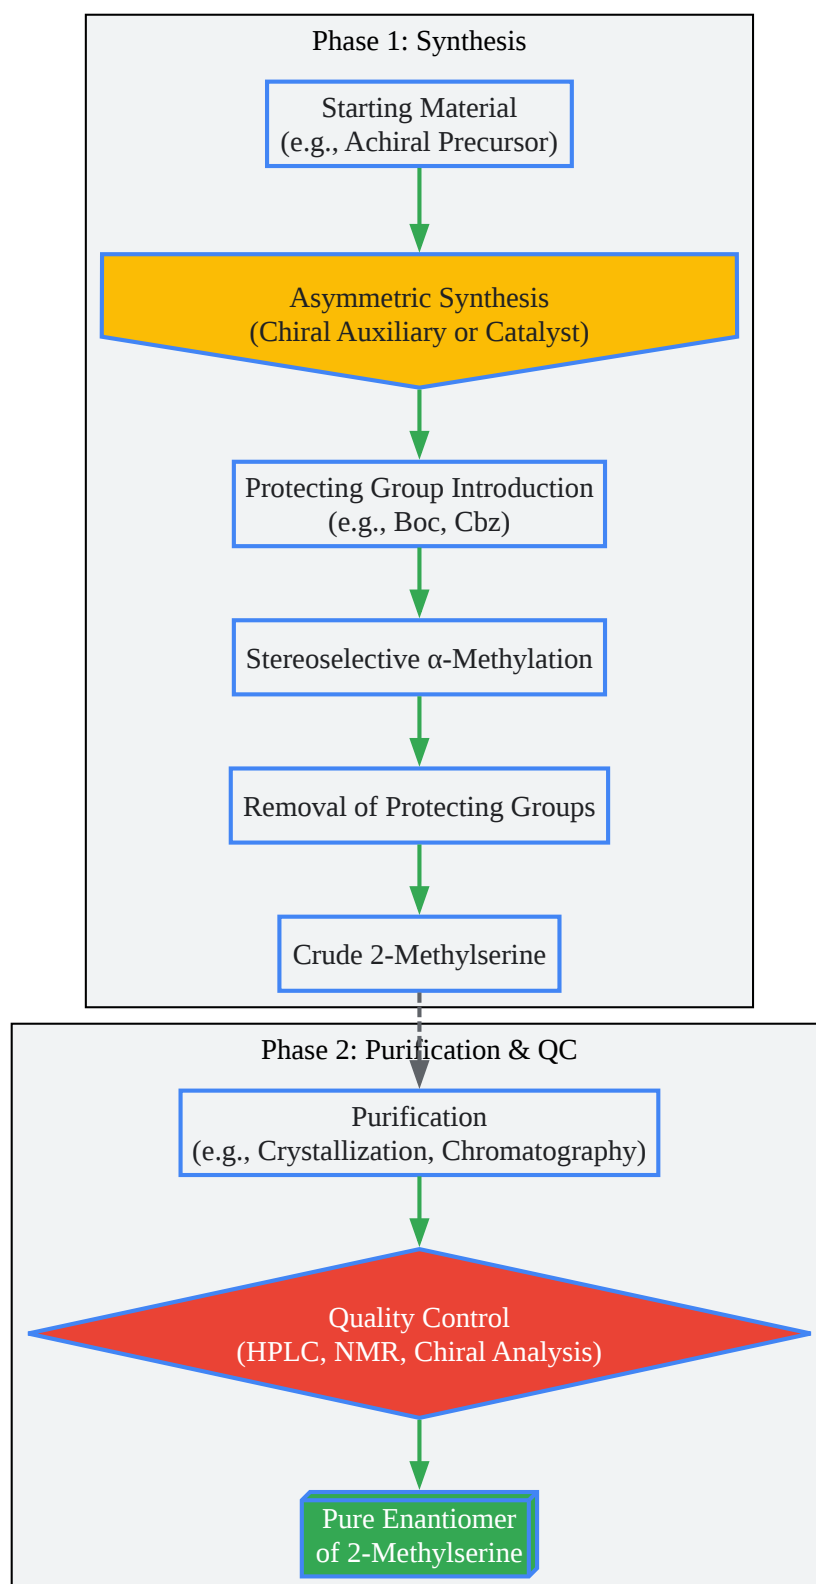 Phase 1: Synthesis
Starting Material
(e.g., Achiral Precursor)
Asymmetric Synthesis
(Chiral Auxiliary or Catalyst)
Protecting Group Introduction
(e.g., Boc, Cbz)
Stereoselective α-Methylation
Removal of Protecting Groups
Crude 2-Methylserine
Phase 2: Purification & QC
Purification
(e.g., Crystallization, Chromatography)
Quality Control
(HPLC, NMR, Chiral Analysis)
Pure Enantiomer
of 2-Methylserine